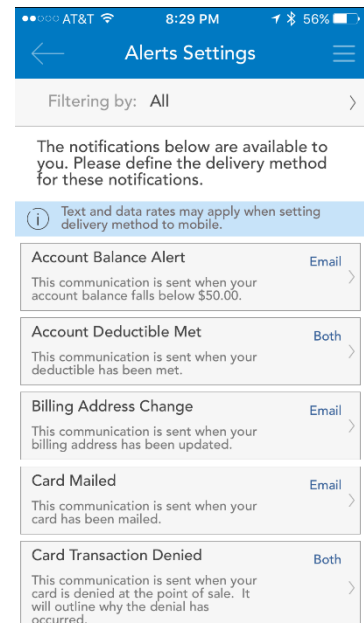 AT&T 8:29 PM 56%
Alerts Settings
Filtering by: All
The notifications below are available to
you. Please define the delivery method
for these notifications.
Text and data rates may apply when setting
delivery method to mobile.
Account Balance Alert
Email
This communication is sent when your
account balance falls below $50.00.
Account Deductible Met
Both
This communication is sent when your
deductible has been met.
Billing Address Change
Email
This communication is sent when your
billing address has been updated.
Card Mailed
Email
This communication is sent when your
card has been mailed.
Card Transaction Denied
Both
This communication is sent when your
card is denied at the point of sale. It
will outline why the denial has
occurred.